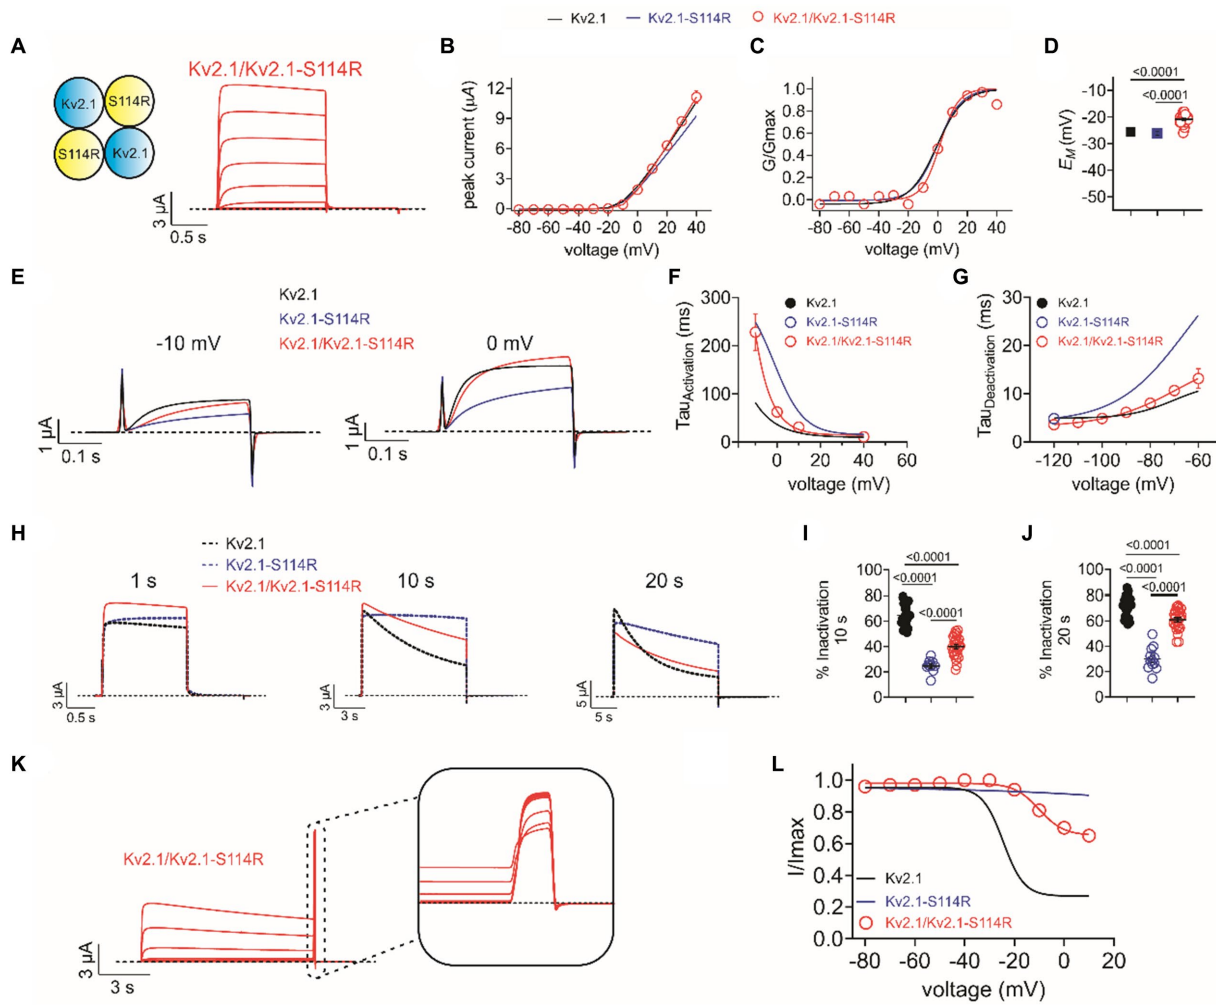 Kv2.1 Kv2.1-S114R Kv2.1/Kv2.1-S114R
A
Kv2.1/Kv2.1-S114R
Kv2.1 S114R
S114R Kv2.1
3 µA
0.5 s
B
peak current (µA)
12
9
6
3
0
-80 -60 -40 -20 0 20 40
voltage (mV)
C
G/Gmax
1.0
0.8
0.6
0.4
0.2
0.0
-80 -60 -40 -20 0 20 40
voltage (mV)
D
<0.0001
<0.0001
EM (mV)
-10
-20
-30
-40
-50
E
Kv2.1
Kv2.1-S114R
Kv2.1/Kv2.1-S114R
-10 mV
0 mV
1 µA
0.1 s
1 µA
0.1 s
F
TauActivation (ms)
300
200
100
0
Kv2.1
Kv2.1-S114R
Kv2.1/Kv2.1-S114R
0 20 40 60
voltage (mV)
G
TauDeactivation (ms)
30
20
10
0
Kv2.1
Kv2.1-S114R
Kv2.1/Kv2.1-S114R
-120 -100 -80 -60
voltage (mV)
H
Kv2.1
Kv2.1-S114R
Kv2.1/Kv2.1-S114R
1 s
10 s
20 s
3 µA
0.5 s
3 µA
3 s
5 µA
5 s
I
<0.0001
<0.0001
<0.0001
% Inactivation
10 s
100
80
60
40
20
0
J
<0.0001
<0.0001
<0.0001
% Inactivation
20 s
100
80
60
40
20
0
K
Kv2.1/Kv2.1-S114R
3 µA
3 s
L
I/Imax
1.0
0.8
0.6
0.4
0.2
0.0
Kv2.1
Kv2.1-S114R
Kv2.1/Kv2.1-S114R
-80 -60 -40 -20 0 20
voltage (mV)